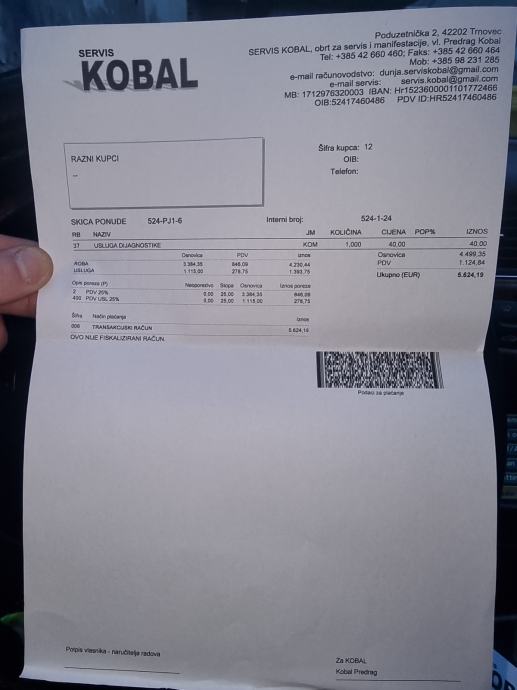 SERVIS
KOBAL
Poduzetnička 2, 42202 Trnovec
SERVIS KOBAL, obrt za servis i manifestacije, vl. Predrag Kobal
Tel: +385 42 660 460; Faks: +385 42 660 464
Mob: +385 98 231 285
e-mail računovodstvo: dunja.serviskobal@gmail.com
e-mail servis: servis.kobal@gmail.com
MB: 1712976320003 IBAN: Hr1523600001101772466
OIB:52417460486 PDV ID:HR52417460486
RAZNI KUPCI
--
Šifra kupca: 12
OIB:
Telefon:
SKICA PONUDE 524-PJ1-6 Interni broj: 524-1-24
RB NAZIV JM KOLIČINA CIJENA POP% IZNOS
37 USLUGA DIJAGNOSTIKE KOM 1,000 40,00 40,00
Osnovica PDV Iznos
ROBA 3.384,35 846,09 4.230,44
USLUGA 1.115,00 278,75 1.393,75
Osnovica 4.499,35
PDV 1.124,84
Ukupno (EUR) 5.624,19
Opis poreza (P) Neoporezivo Stopa Osnovica Iznos poreza
2 PDV 25% 0,00 25,00 3.384,35 846,09
400 PDV USL 25% 0,00 25,00 1.115,00 278,75
Šifra Način plaćanja Iznos
006 TRANSAKCIJSKI RAČUN 5.624,19
OVO NIJE FISKALIZIRANI RAČUN.
Podaci za plaćanje
Potpis vlasnika - naručitelja radova
Za KOBAL
Kobal Predrag